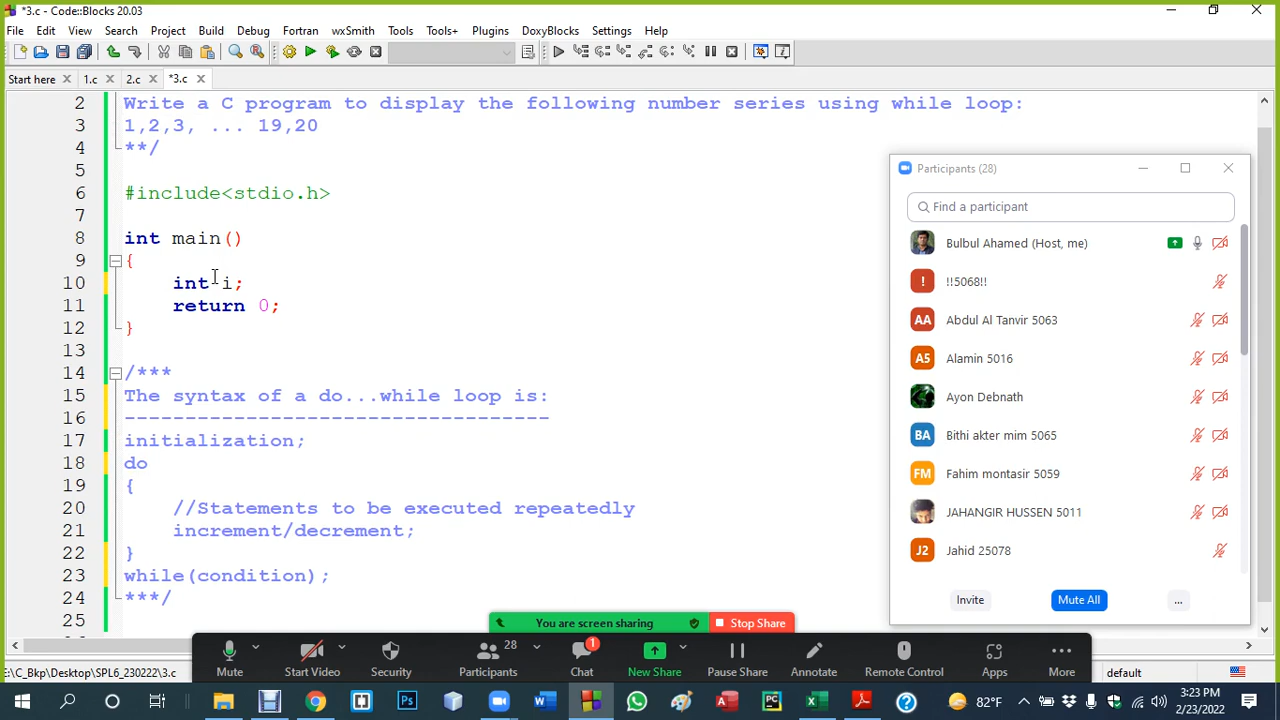 *3.c - Code::Blocks 20.03
File Edit View Search Project Build Debug Fortran wxSmith Tools Tools+ Plugins DoxyBlocks Settings Help
Start here 1.c 2.c *3.c
2 Write a C program to display the following number series using while loop:
3 1,2,3, ... 19,20
4 **/
5
6 #include<stdio.h>
7
8 int main()
9 {
10 int i;
11 return 0;
12 }
13
14 /***
15 The syntax of a do...while loop is:
16 -----------------------------------
17 initialization;
18 do
19 {
20 //Statements to be executed repeatedly
21 increment/decrement;
22 }
23 while(condition);
24 ***/
25
Participants (28)
Find a participant
Bulbul Ahamed (Host, me)
! !!5068!!
AA Abdul Al Tanvir 5063
A5 Alamin 5016
Ayon Debnath
BA Bithi akter mim 5065
FM Fahim montasir 5059
JAHANGIR HUSSEN 5011
J2 Jahid 25078
Invite Mute All ...
You are screen sharing Stop Share
28 1
Mute Start Video Security Participants Chat New Share Pause Share Annotate Remote Control Apps More
E:\C_Bkp\Desktop\SPL6_230222\3.c default
82°F 3:23 PM
2/23/2022